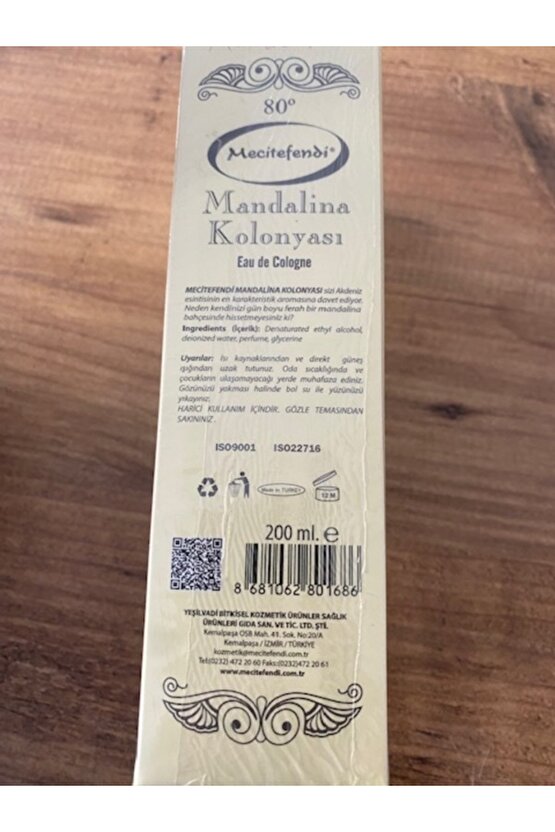 80°
Mecitefendi®
Mandalina
Kolonyası
Eau de Cologne
MECİTEFENDİ MANDALİNA KOLONYASI sizi Akdeniz
esintisinin en karakteristik aromasına davet ediyor.
Neden kendinizi gün boyu ferah bir mandalina
bahçesinde hissetmeyesiniz ki?
Ingredients (İçerik): Denaturated ethyl alcohol,
deionized water, perfume, glycerine
Uyarılar: Isı kaynaklarından ve direkt güneş
ışığından uzak tutunuz. Oda sıcaklığında ve
çocukların ulaşamayacağı yerde muhafaza ediniz.
Gözünüzü yakması halinde bol su ile yüzünüzü
yıkayınız.
HARİCİ KULLANIM İÇİNDİR. GÖZLE TEMASINDAN
SAKININIZ.
ISO9001 ISO22716
Made in TURKEY
12 M
200 ml. e
8 681062 801686
YEŞİLVADİ BİTKİSEL KOZMETİK ÜRÜNLER SAĞLIK
ÜRÜNLERİ GIDA SAN. VE TİC. LTD. ŞTİ.
Kemalpaşa OSB Mah. 49. Sok. No:20/A
Kemalpaşa / İZMİR / TÜRKİYE
kozmetik@mecitefendi.com.tr
Tel:(0232) 472 20 60 Faks:(0232)472 20 61
www.mecitefendi.com.tr